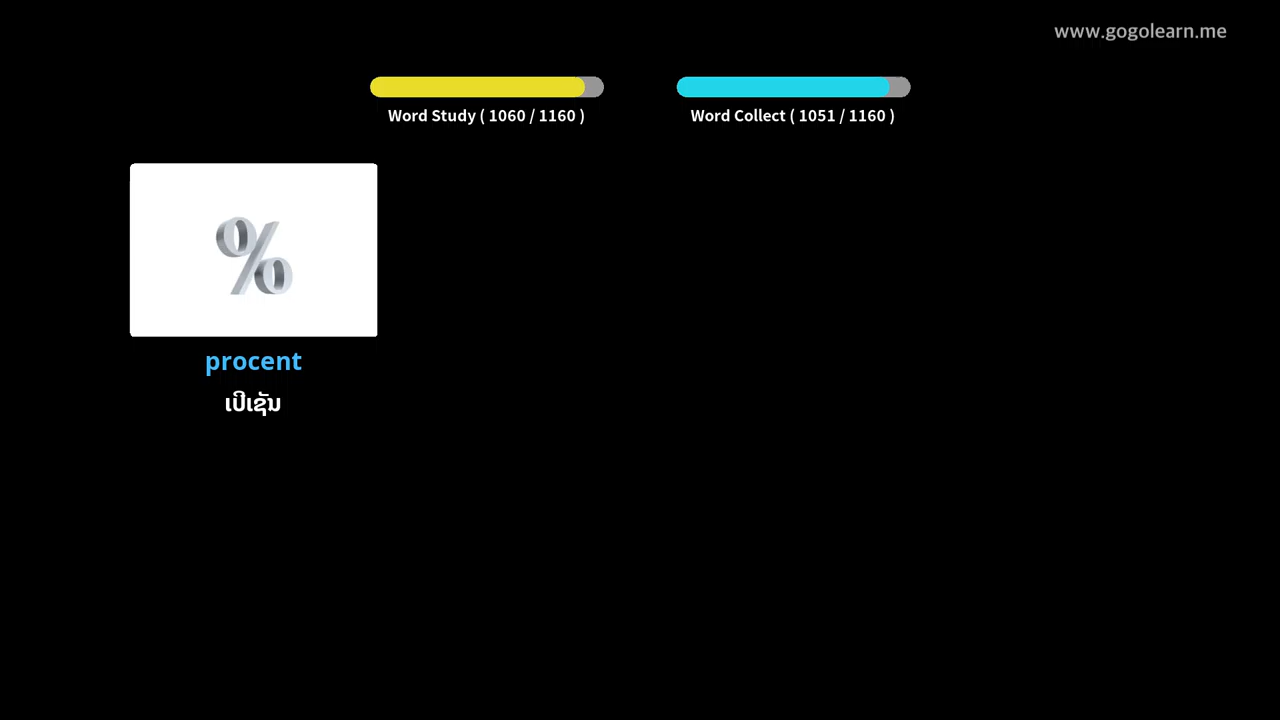 www.gogolearn.me
Word Study ( 1060 / 1160 )
Word Collect ( 1051 / 1160 )
%
procent
ເປີເຊັນ